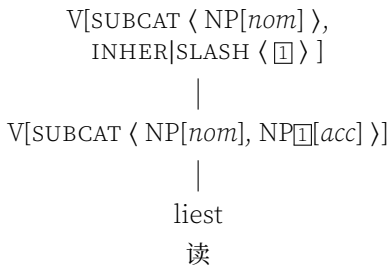 V[SUBCAT ⟨ NP[nom] ⟩,
INHER|SLASH ⟨ 1 ⟩ ]
V[SUBCAT ⟨ NP[nom], NP1[acc] ⟩]
liest
读